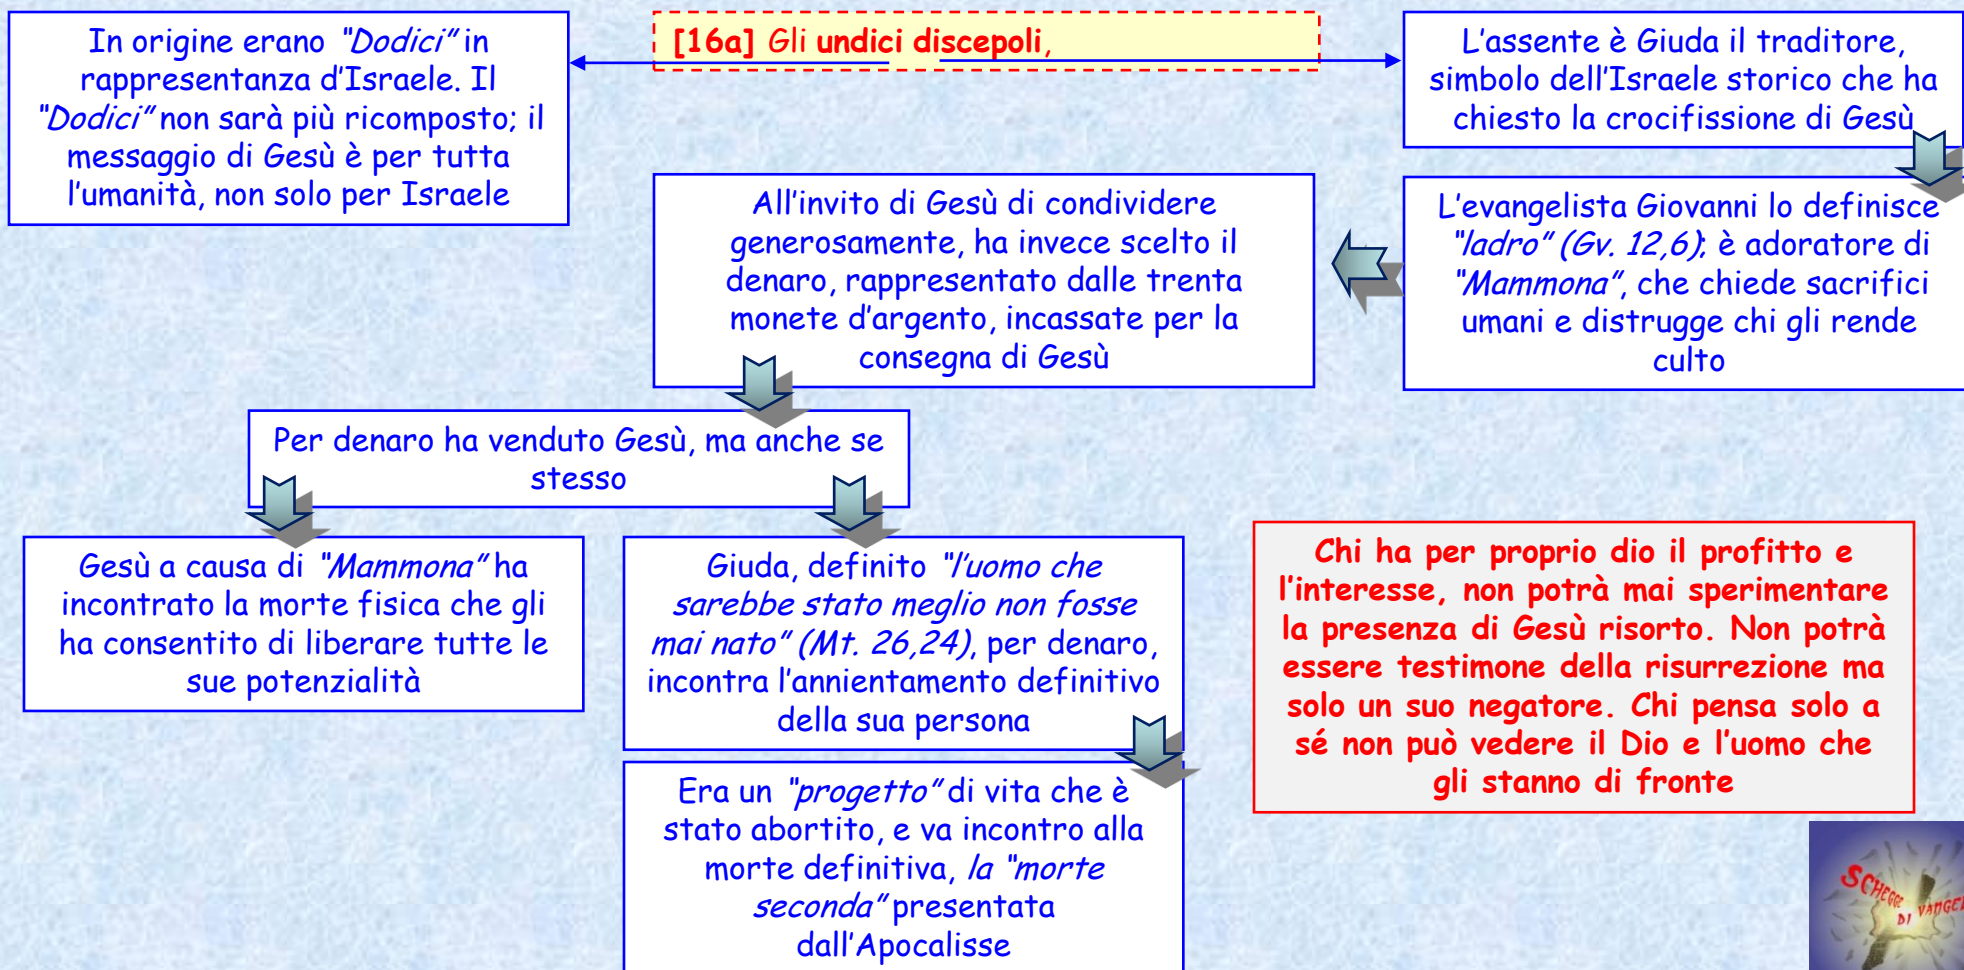 In origine erano "Dodici" in
rappresentanza d'Israele. Il
"Dodici" non sarà più ricomposto; il
messaggio di Gesù è per tutta
l'umanità, non solo per Israele
[16a] Gli undici discepoli,
L'assente è Giuda il traditore,
simbolo dell'Israele storico che ha
chiesto la crocifissione di Gesù
L'evangelista Giovanni lo definisce
"ladro" (Gv. 12,6); è adoratore di
"Mammona", che chiede sacrifici
umani e distrugge chi gli rende
culto
All'invito di Gesù di condividere
generosamente, ha invece scelto il
denaro, rappresentato dalle trenta
monete d'argento, incassate per la
consegna di Gesù
Per denaro ha venduto Gesù, ma anche se
stesso
Gesù a causa di "Mammona" ha
incontrato la morte fisica che gli
ha consentito di liberare tutte le
sue potenzialità
Giuda, definito "l'uomo che
sarebbe stato meglio non fosse
mai nato" (Mt. 26,24), per denaro,
incontra l'annientamento definitivo
della sua persona
Era un "progetto" di vita che è
stato abortito, e va incontro alla
morte definitiva, la "morte
seconda" presentata
dall'Apocalisse
Chi ha per proprio dio il profitto e
l'interesse, non potrà mai sperimentare
la presenza di Gesù risorto. Non potrà
essere testimone della risurrezione ma
solo un suo negatore. Chi pensa solo a
sé non può vedere il Dio e l'uomo che
gli stanno di fronte
SCHEGGE
DI VANGEL